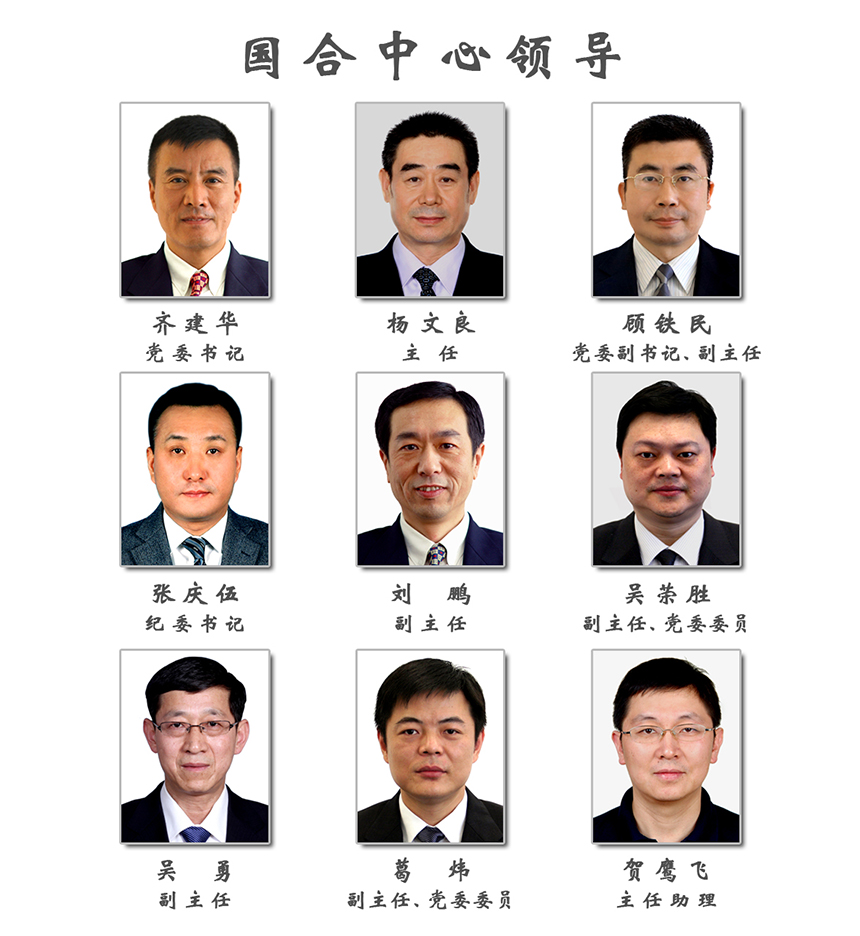 国合中心领导
齐建华 杨文良 顾铁民
党委书记 主任 党委副书记、副主任
张庆伍 刘鹏 吴荣胜
纪委书记 副主任 副主任、党委委员
吴勇 葛炜 贺鹰飞
副主任 副主任、党委委员 主任助理